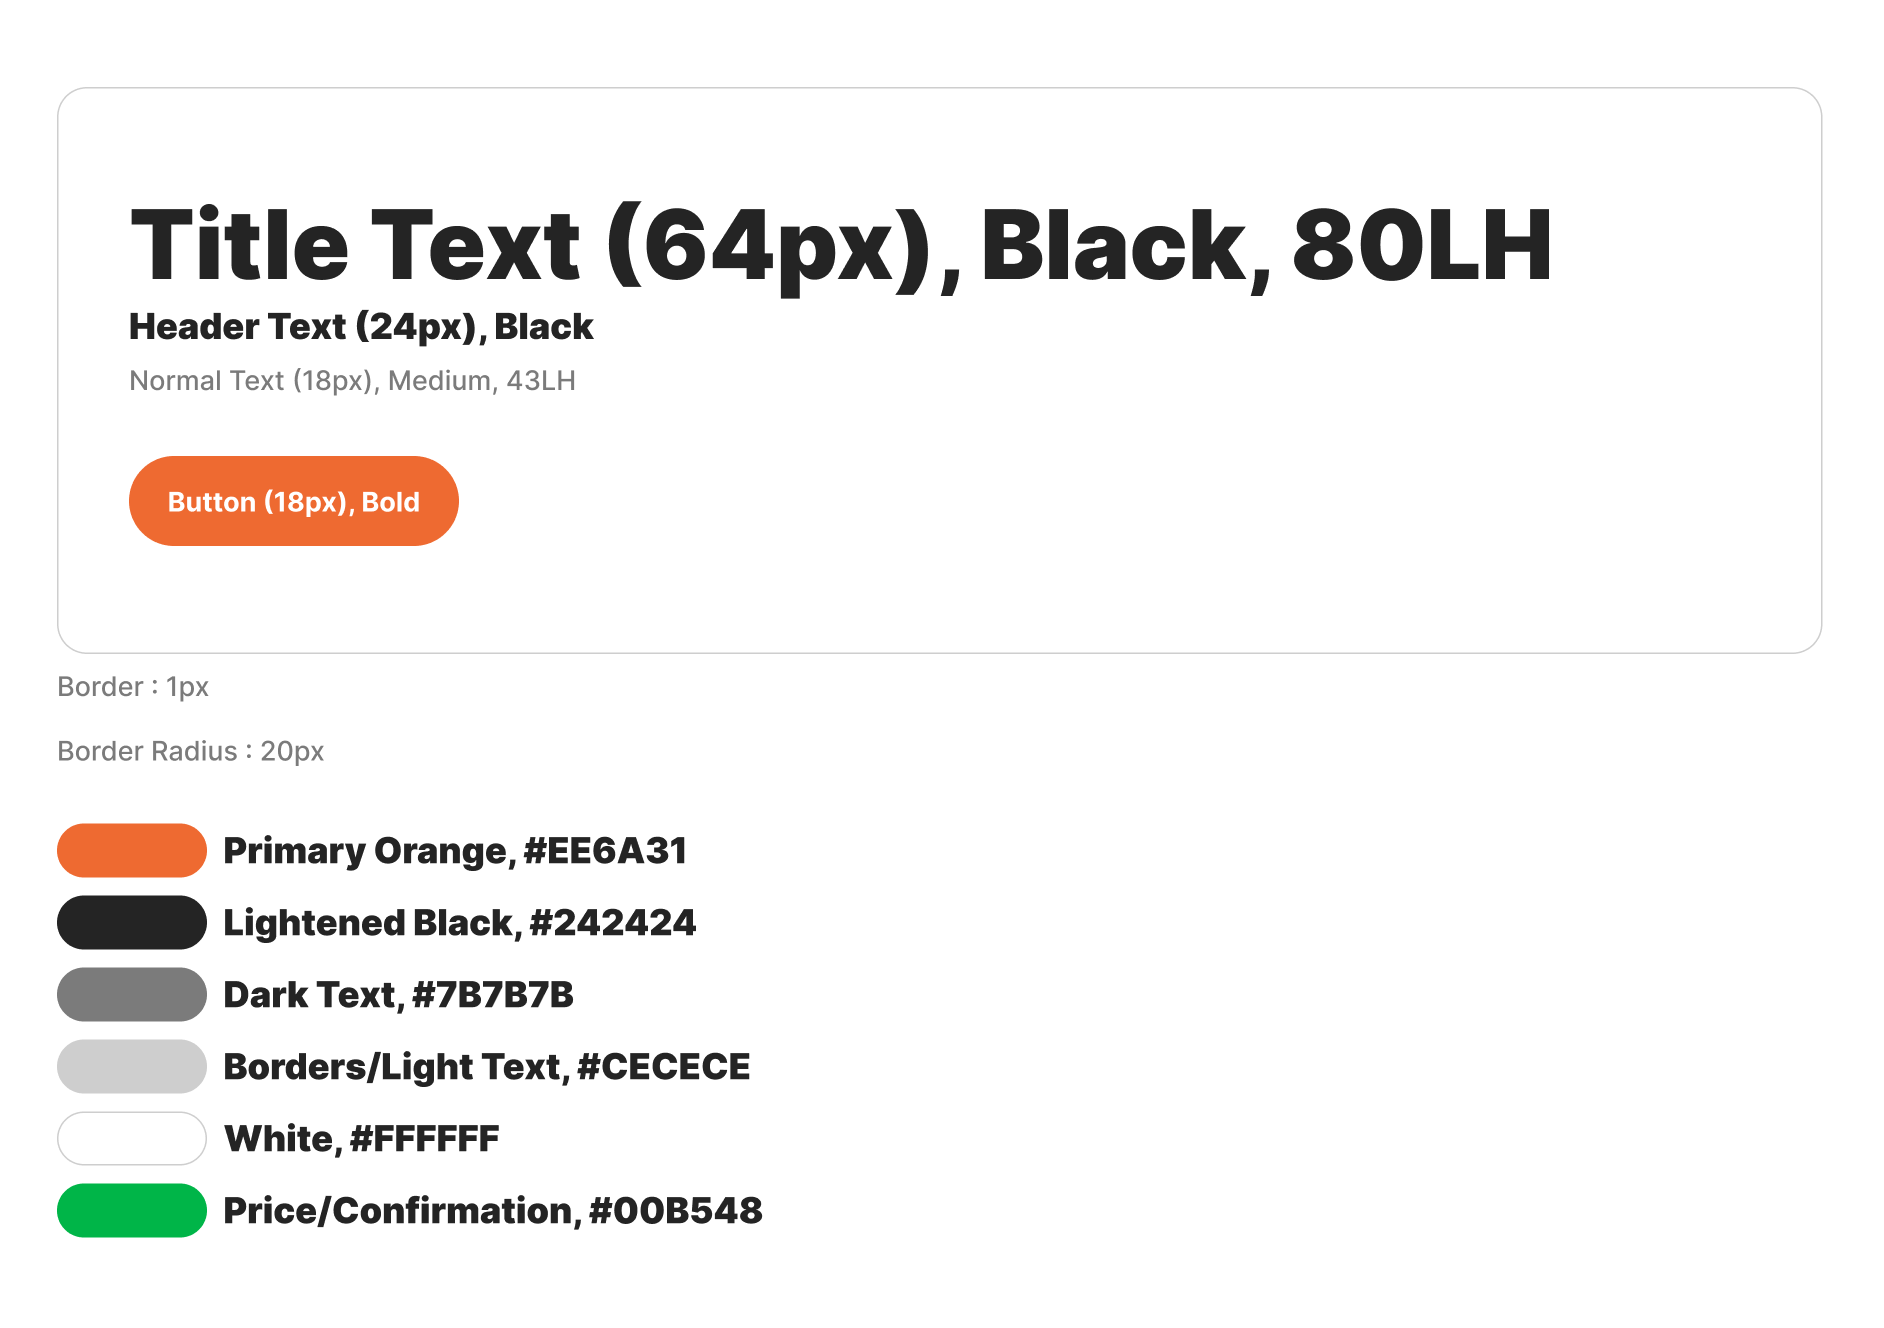 Title Text (64px), Black, 80LH
Header Text (24px), Black
Normal Text (18px), Medium, 43LH
Button (18px), Bold
Border : 1px
Border Radius : 20px
Primary Orange, #EE6A31
Lightened Black, #242424
Dark Text, #7B7B7B
Borders/Light Text, #CECECE
White, #FFFFFF
Price/Confirmation, #00B548